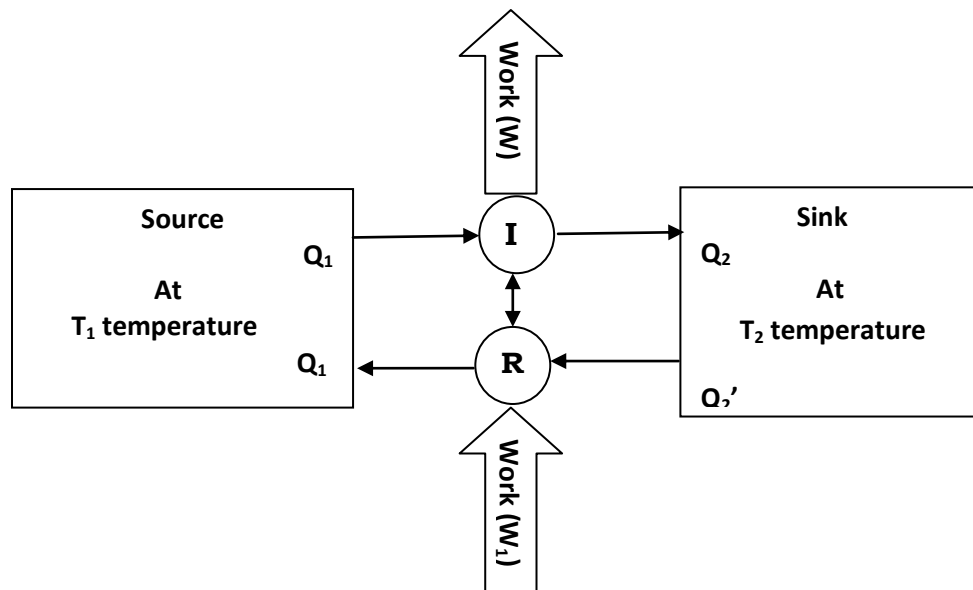 Work (W)
Source
Q₁
At
T₁ temperature
Q₁
I
R
Sink
Q₂
At
T₂ temperature
Q₂’
Work (W₁)